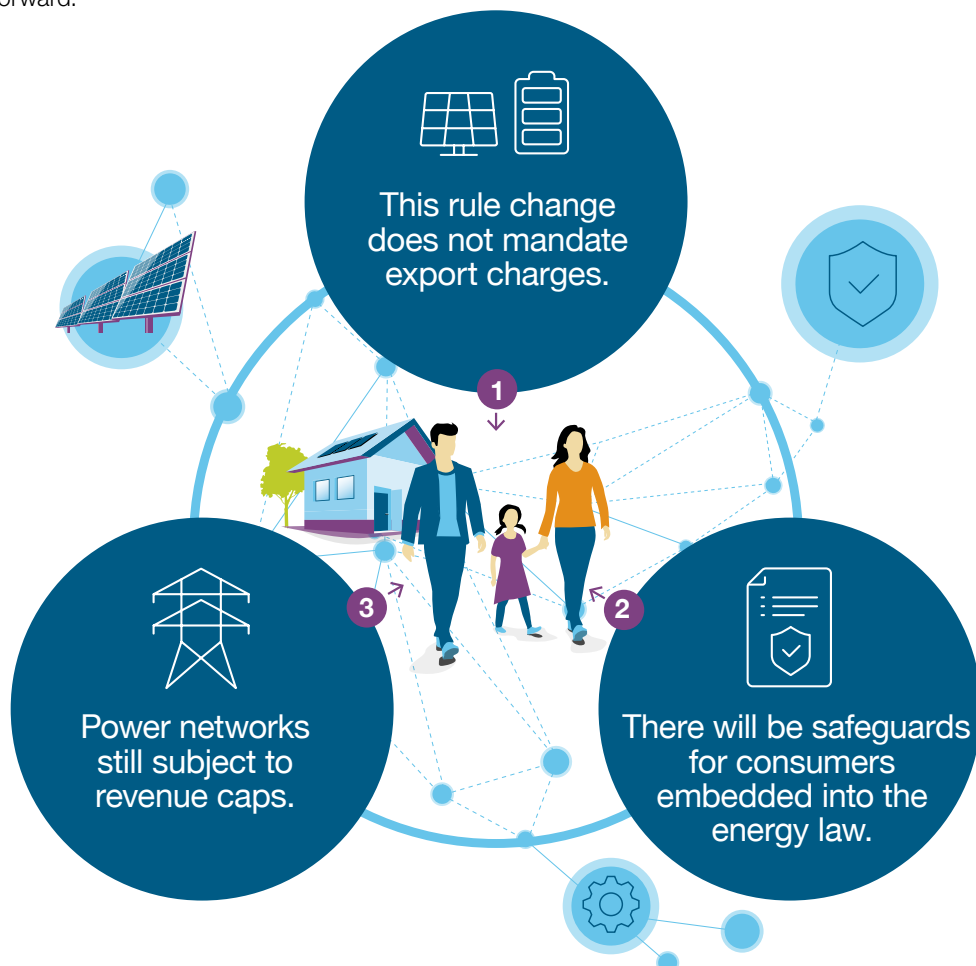 orward.
This rule change
does not mandate
export charges.
1
3
2
Power networks
still subject to
revenue caps.
There will be safeguards
for consumers
embedded into the
energy law.